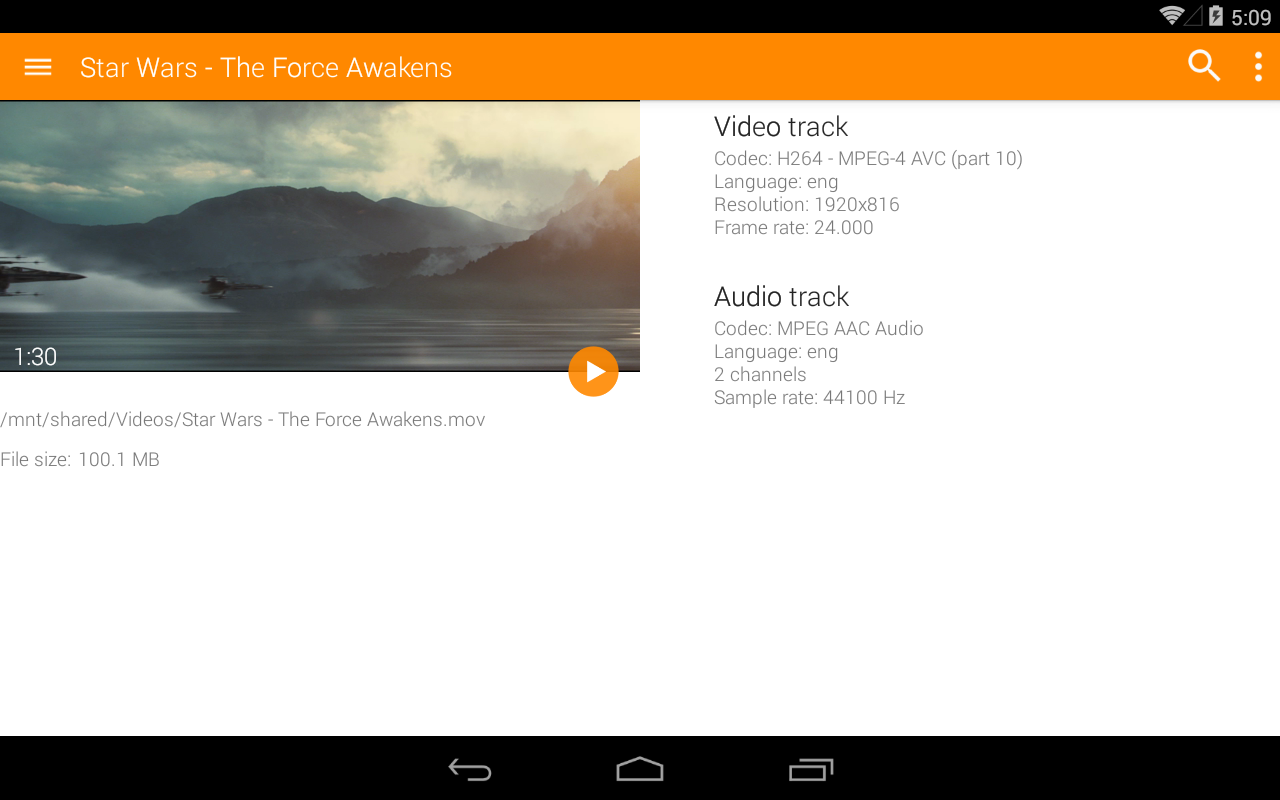 5:09
Star Wars - The Force Awakens
1:30
/mnt/shared/Videos/Star Wars - The Force Awakens.mov
File size: 100.1 MB
Video track
Codec: H264 - MPEG-4 AVC (part 10)
Language: eng
Resolution: 1920x816
Frame rate: 24.000
Audio track
Codec: MPEG AAC Audio
Language: eng
2 channels
Sample rate: 44100 Hz